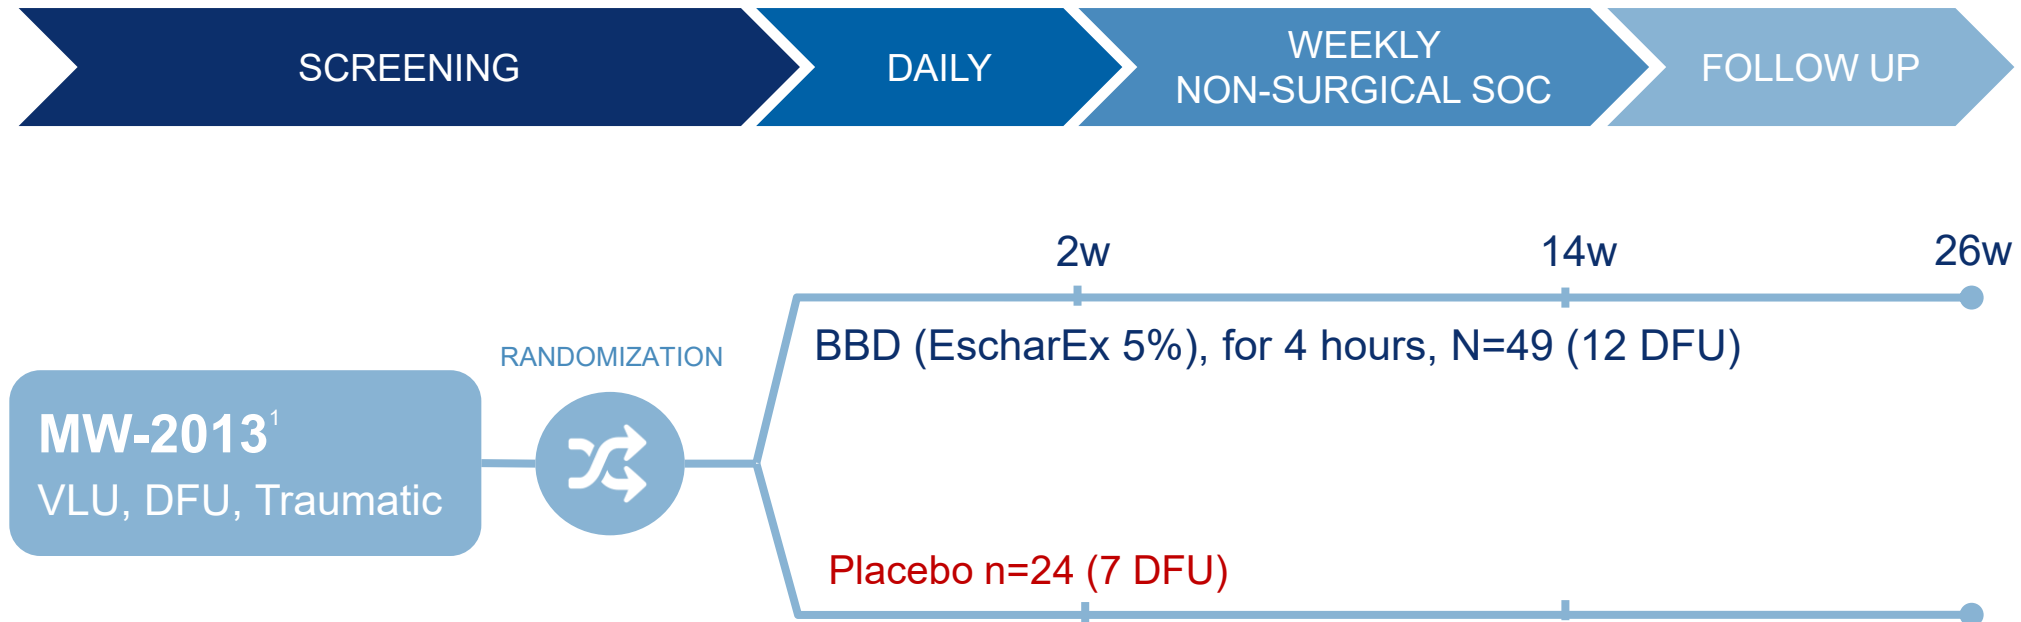 SCREENING
DAILY
WEEKLY
NON-SURGICAL SOC
FOLLOW UP
2w
14w
26w
RANDOMIZATION
BBD (EscharEx 5%), for 4 hours, N=49 (12 DFU)
MW-2013¹
VLU, DFU, Traumatic
Placebo n=24 (7 DFU)